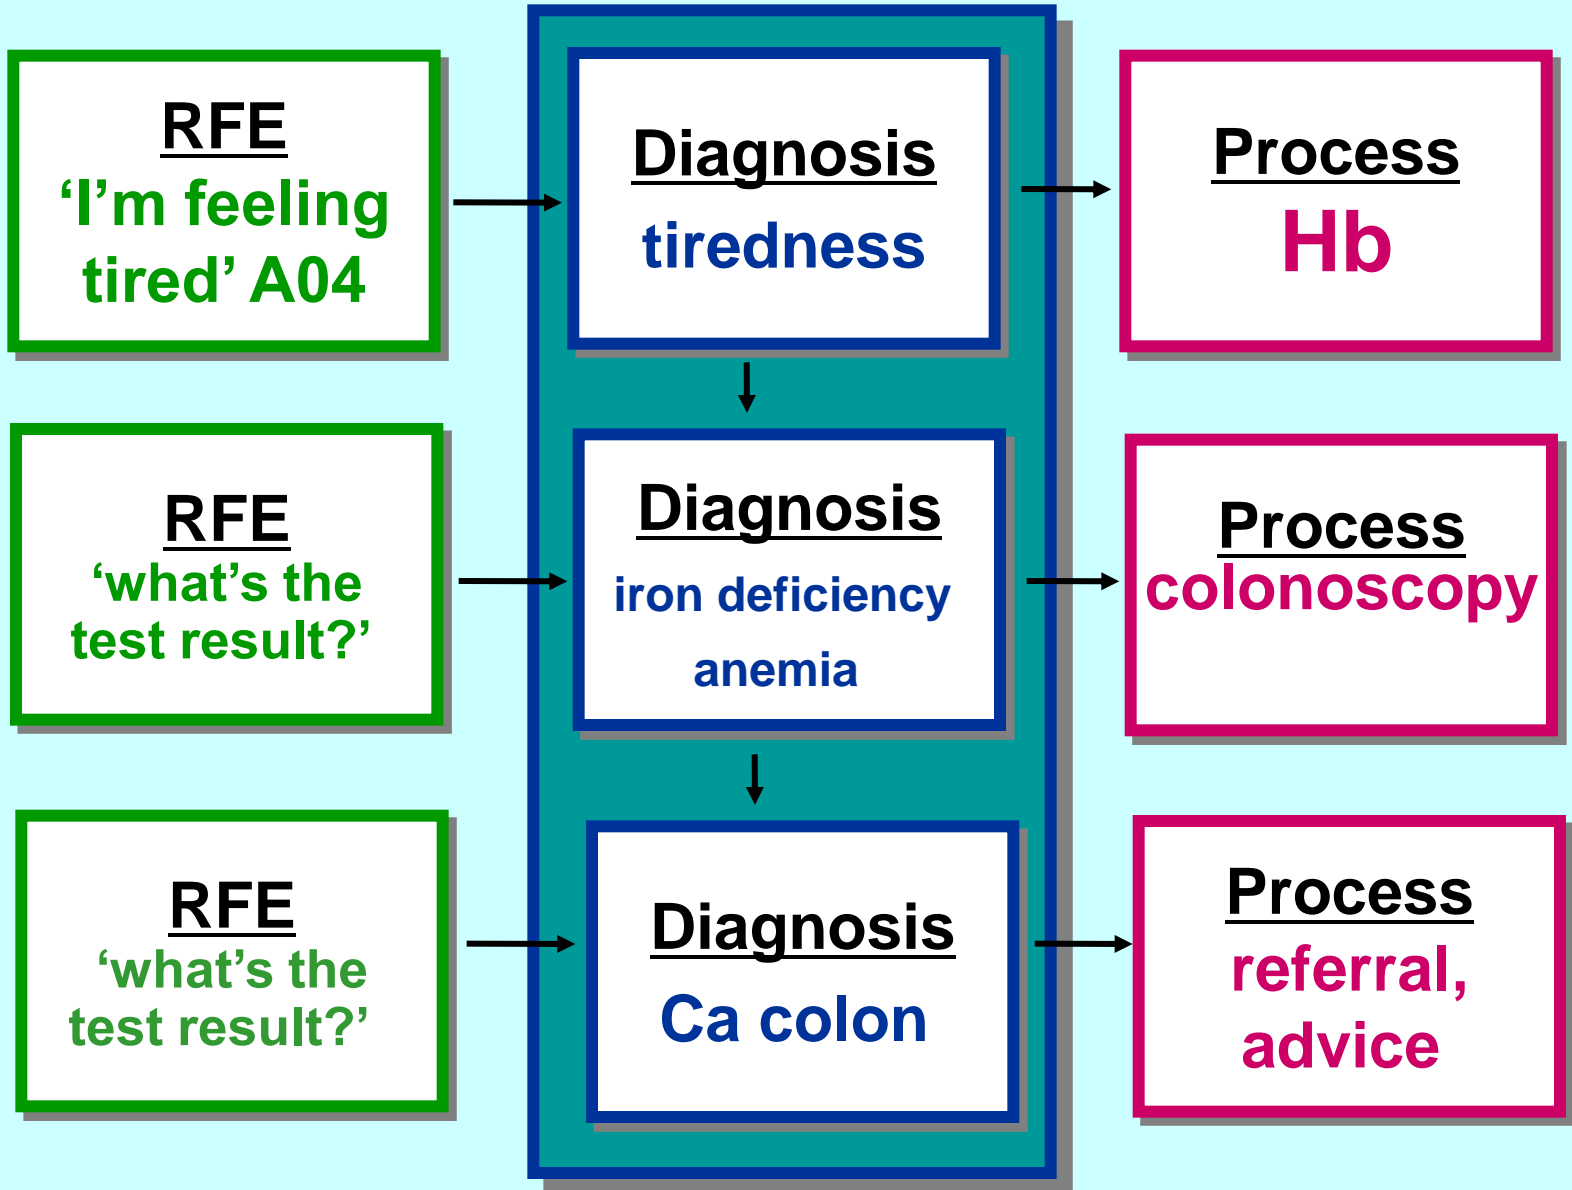 RFE
‘I’m feeling
tired’ A04
Diagnosis
tiredness
Process
Hb
RFE
‘what’s the
test result?’
Diagnosis
iron deficiency
anemia
Process
colonoscopy
RFE
‘what’s the
test result?’
Diagnosis
Ca colon
Process
referral,
advice